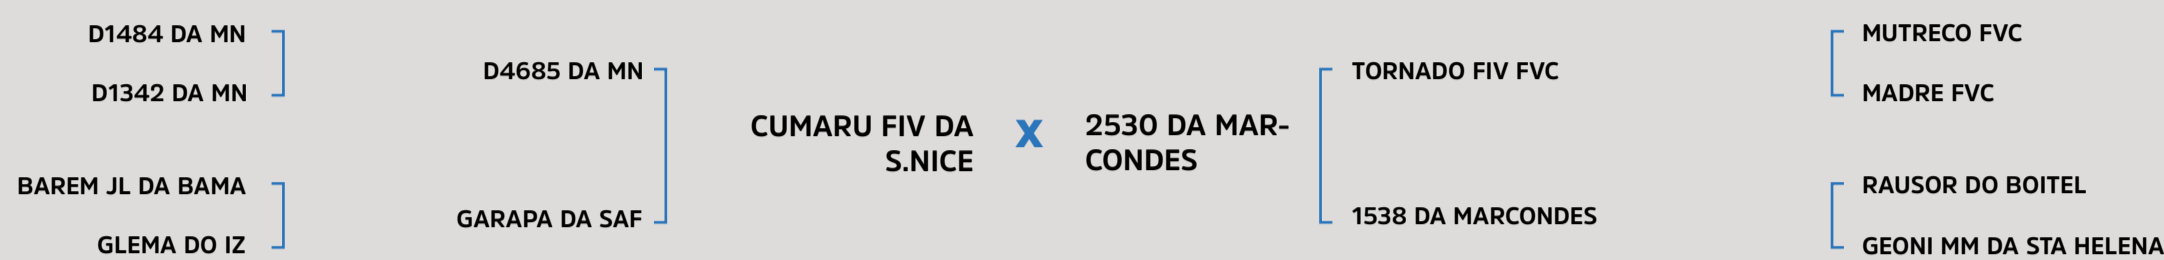 D1484 DA MN
D1342 DA MN
BAREM JL DA BAMA
GLEMA DO IZ
D4685 DA MN
GARAPA DA SAF
CUMARU FIV DA
S.NICE
X
2530 DA MAR-
CONDES
TORNADO FIV FVC
1538 DA MARCONDES
MUTRECO FVC
MADRE FVC
RAUSOR DO BOITEL
GEONI MM DA STA HELENA